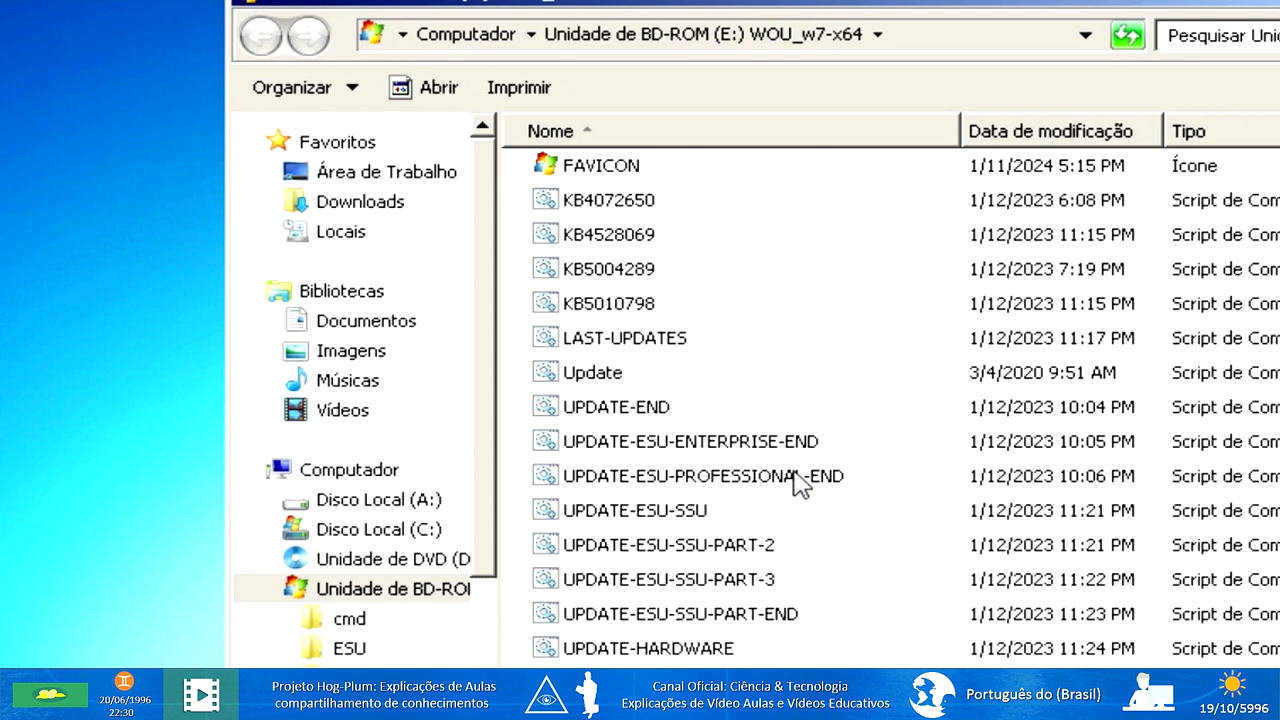 Computador Unidade de BD-ROM (E:) WOU_w7-x64
Pesquisar Uni
Organizar Abrir Imprimir
Nome Data de modificação Tipo
Favoritos
Área de Trabalho
Downloads
Locais
Bibliotecas
Documentos
Imagens
Músicas
Vídeos
Computador
Disco Local (A:)
Disco Local (C:)
Unidade de DVD (D
Unidade de BD-RO
cmd
ESU
FAVICON 1/11/2024 5:15 PM Ícone
KB4072650 1/12/2023 6:08 PM Script de Com
KB4528069 1/12/2023 11:15 PM Script de Com
KB5004289 1/12/2023 7:19 PM Script de Com
KB5010798 1/12/2023 11:15 PM Script de Com
LAST-UPDATES 1/12/2023 11:17 PM Script de Com
Update 3/4/2020 9:51 AM Script de Com
UPDATE-END 1/12/2023 10:04 PM Script de Com
UPDATE-ESU-ENTERPRISE-END 1/12/2023 10:05 PM Script de Com
UPDATE-ESU-PROFESSIONAL-END 1/12/2023 10:06 PM Script de Com
UPDATE-ESU-SSU 1/12/2023 11:21 PM Script de Com
UPDATE-ESU-SSU-PART-2 1/12/2023 11:21 PM Script de Com
UPDATE-ESU-SSU-PART-3 1/12/2023 11:22 PM Script de Com
UPDATE-ESU-SSU-PART-END 1/12/2023 11:23 PM Script de Com
UPDATE-HARDWARE 1/12/2023 11:24 PM Script de Com
20/06/1996
22:30
Projeto Hog-Plum: Explicações de Aulas
compartilhamento de conhecimentos
Canal Oficial: Ciência & Tecnologia
Explicações de Vídeo Aulas e Vídeos Educativos
Português do (Brasil)
19/10/5996